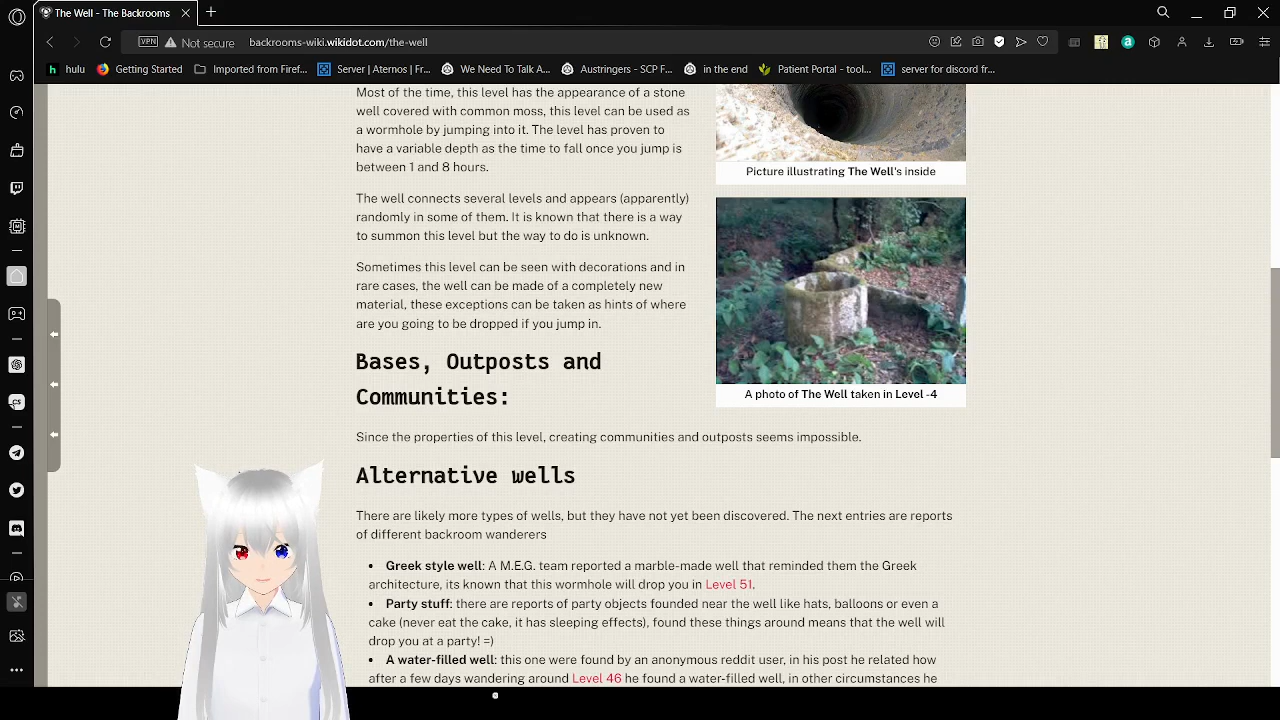 The Well - The Backrooms
VPN
Not secure
backrooms-wiki.wikidot.com/the-well
hulu
Getting Started
Imported from Firef...
Server | Aternos | Fr...
We Need To Talk A...
Austringers - SCP F...
in the end
Patient Portal - tool...
server for discord fr...
Most of the time, this level has the appearance of a stone
well covered with common moss, this level can be used as
a wormhole by jumping into it. The level has proven to
have a variable depth as the time to fall once you jump is
between 1 and 8 hours.
Picture illustrating The Well's inside
The well connects several levels and appears (apparently)
randomly in some of them. It is known that there is a way
to summon this level but the way to do is unknown.
Sometimes this level can be seen with decorations and in
rare cases, the well can be made of a completely new
material, these exceptions can be taken as hints of where
are you going to be dropped if you jump in.
A photo of The Well taken in Level -4
Bases, Outposts and
Communities:
Since the properties of this level, creating communities and outposts seems impossible.
Alternative wells
There are likely more types of wells, but they have not yet been discovered. The next entries are reports
of different backroom wanderers
• Greek style well: A M.E.G. team reported a marble-made well that reminded them the Greek
architecture, its known that this wormhole will drop you in Level 51.
• Party stuff: there are reports of party objects founded near the well like hats, balloons or even a
cake (never eat the cake, it has sleeping effects), found these things around means that the well will
drop you at a party! =)
• A water-filled well: this one were found by an anonymous reddit user, in his post he related how
after a few days wandering around Level 46 he found a water-filled well, in other circumstances he